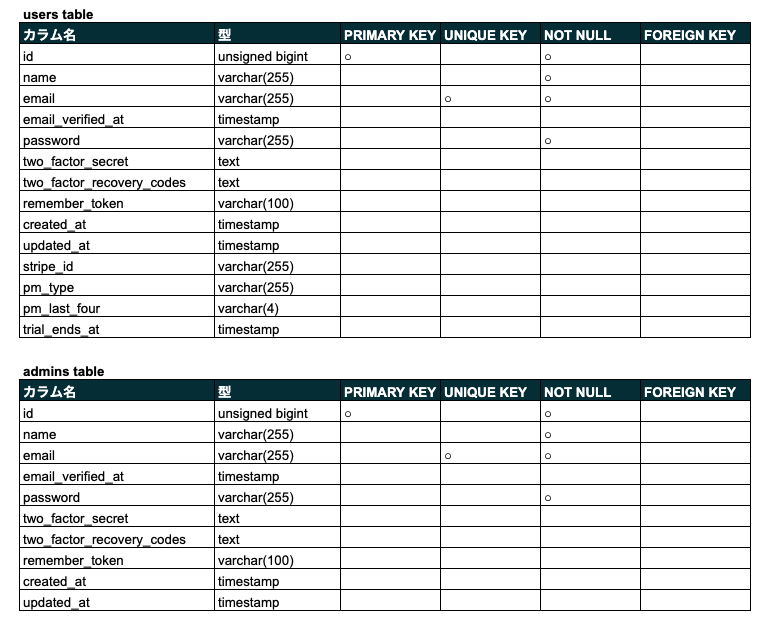 users table
カラム名 型 PRIMARY KEY UNIQUE KEY NOT NULL FOREIGN KEY
id unsigned bigint ○ ○
name varchar(255) ○
email varchar(255) ○ ○
email_verified_at timestamp
password varchar(255) ○
two_factor_secret text
two_factor_recovery_codes text
remember_token varchar(100)
created_at timestamp
updated_at timestamp
stripe_id varchar(255)
pm_type varchar(255)
pm_last_four varchar(4)
trial_ends_at timestamp
admins table
カラム名 型 PRIMARY KEY UNIQUE KEY NOT NULL FOREIGN KEY
id unsigned bigint ○ ○
name varchar(255) ○
email varchar(255) ○ ○
email_verified_at timestamp
password varchar(255) ○
two_factor_secret text
two_factor_recovery_codes text
remember_token varchar(100)
created_at timestamp
updated_at timestamp